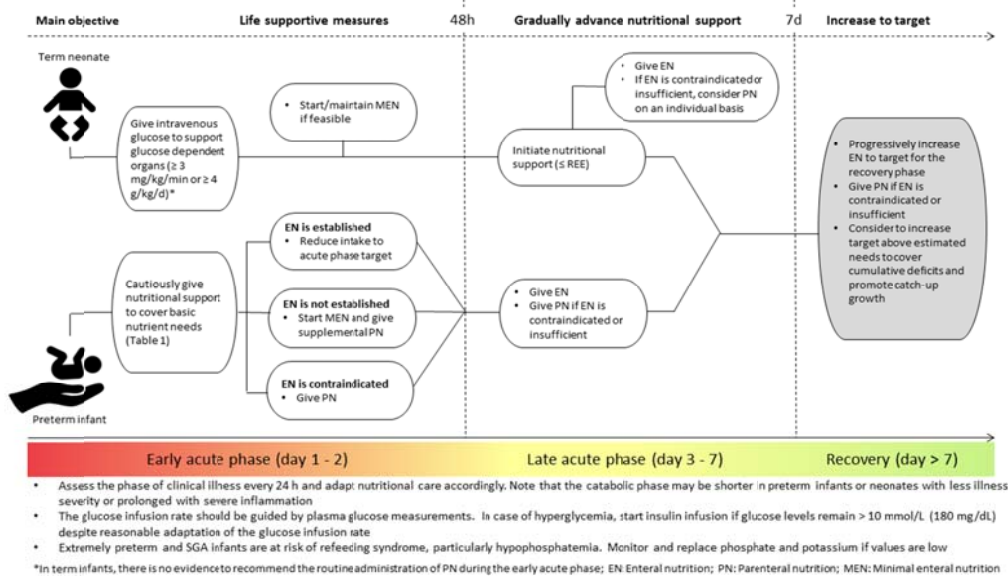 Main objective
Life supportive measures
48h
Gradually advance nutritional support
7d
Increase to target
Term neonate
Give intravenous
glucose to support
glucose dependent
organs (≥ 3
mg/kg/min or ≥ 4
g/kg/d)*
• Start/maintain MEN
if feasible
Initiate nutritional
support (≤ REE)
• Give EN
• If EN is contraindicated or
insufficient, consider PN
on an individual basis
Preterm infant
Cautiously give
nutritional support
to cover basic
nutrient needs
(Table 1)
EN is established
• Reduce intake to
acute phase target
EN is not established
• Start MEN and give
supplemental PN
EN is contraindicated
• Give PN
• Give EN
• Give PN if EN is
contraindicated or
insufficient
• Progressively increase
EN to target for the
recovery phase
• Give PN if EN is
contraindicated or
insufficient
• Consider to increase
target above estimated
needs to cover
cumulative deficits and
promote catch-up
growth
Early acute phase (day 1 - 2)
Late acute phase (day 3 - 7)
Recovery (day > 7)
• Assess the phase of clinical illness every 24 h and adapt nutritional care accordingly. Note that the catabolic phase may be shorter in preterm infants or neonates with less illness
severity or prolonged with severe inflammation
• The glucose infusion rate should be guided by plasma glucose measurements. In case of hyperglycemia, start insulin infusion if glucose levels remain > 10 mmol/L (180 mg/dL)
despite reasonable adaptation of the glucose infusion rate
• Extremely preterm and SGA infants are at risk of refeeding syndrome, particularly hypophosphatemia. Monitor and replace phosphate and potassium if values are low
*In term infants, there is no evidence to recommend the routine administration of PN during the early acute phase; EN: Enteral nutrition; PN: Parenteral nutrition; MEN: Minimal enteral nutrition